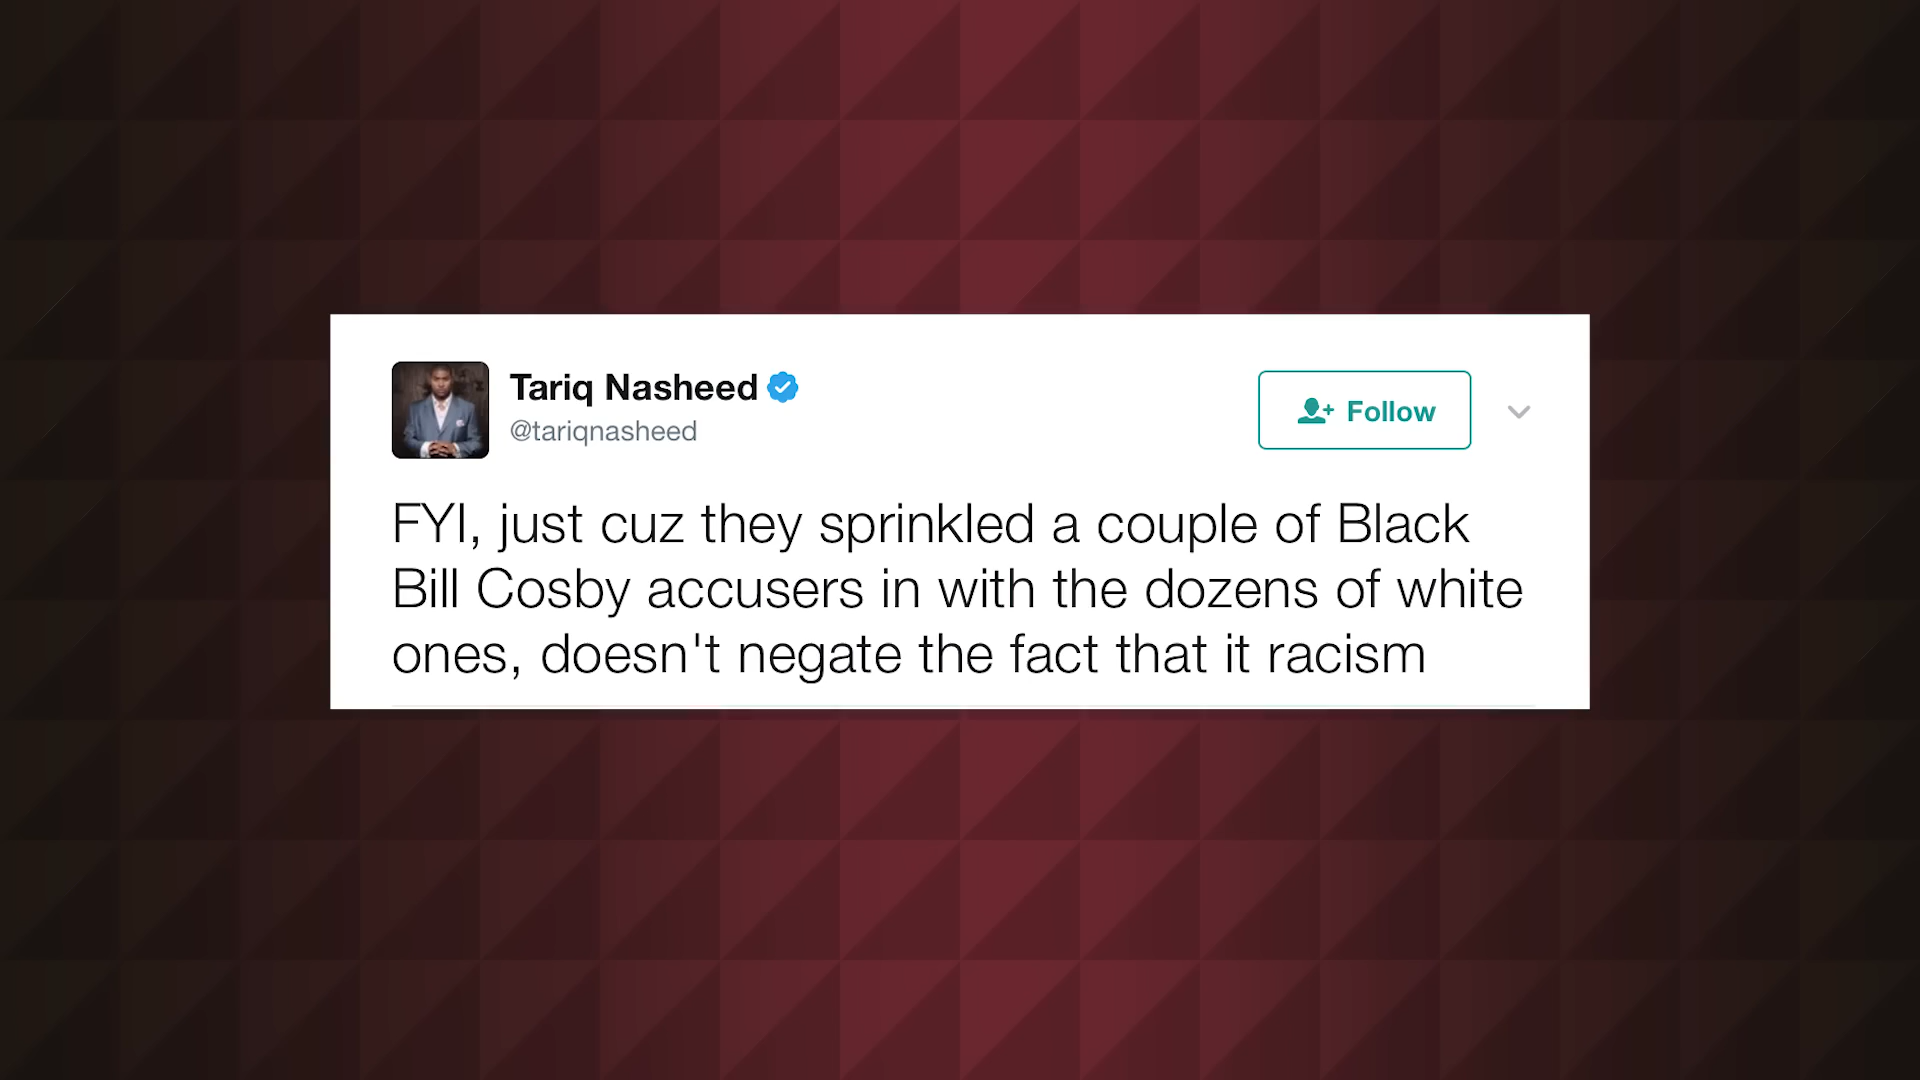 Tariq Nasheed
@tariqnasheed
Follow
FYI, just cuz they sprinkled a couple of Black
Bill Cosby accusers in with the dozens of white
ones, doesn't negate the fact that it racism